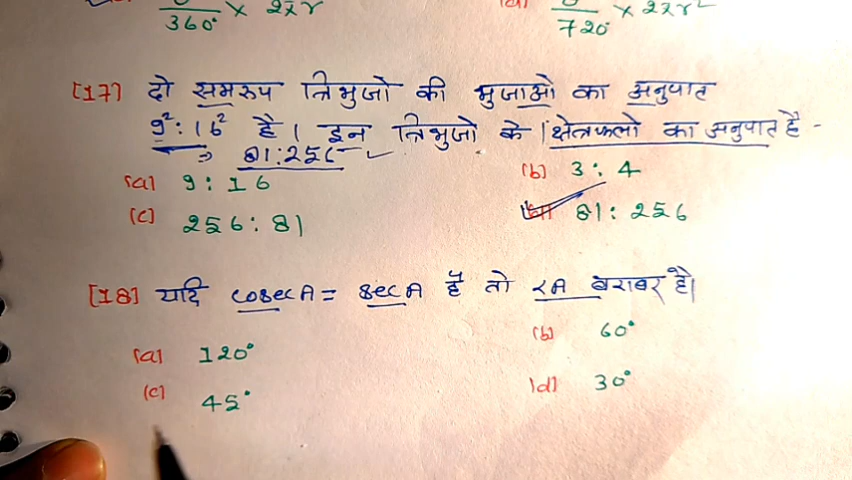 360° × 2πr
720° × 2πr²
[17] दो समरूप त्रिभुजो की भुजाओ का अनुपात
9²:16² है। इन त्रिभुजो के क्षेत्रफलो का अनुपात है -
⇒ 81:256
(a) 9:16 (b) 3:4
(c) 256:81 81:256
[18] यदि cosecA = secA है तो ∠A बराबर है।
(a) 120° (b) 60°
(c) 45° (d) 30°